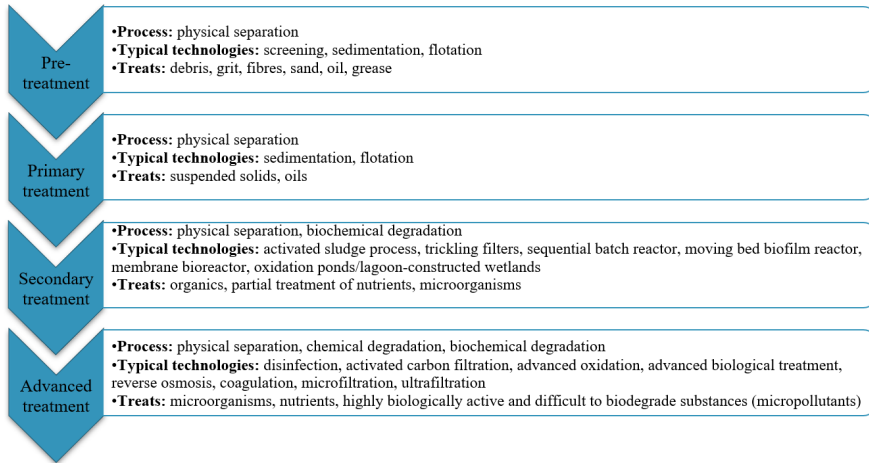 Pre-
treatment
•Process: physical separation
•Typical technologies: screening, sedimentation, flotation
•Treats: debris, grit, fibres, sand, oil, grease
Primary
treatment
•Process: physical separation
•Typical technologies: sedimentation, flotation
•Treats: suspended solids, oils
Secondary
treatment
•Process: physical separation, biochemical degradation
•Typical technologies: activated sludge process, trickling filters, sequential batch reactor, moving bed biofilm reactor,
membrane bioreactor, oxidation ponds/lagoon-constructed wetlands
•Treats: organics, partial treatment of nutrients, microorganisms
Advanced
treatment
•Process: physical separation, chemical degradation, biochemical degradation
•Typical technologies: disinfection, activated carbon filtration, advanced oxidation, advanced biological treatment,
reverse osmosis, coagulation, microfiltration, ultrafiltration
•Treats: microorganisms, nutrients, highly biologically active and difficult to biodegrade substances (micropollutants)